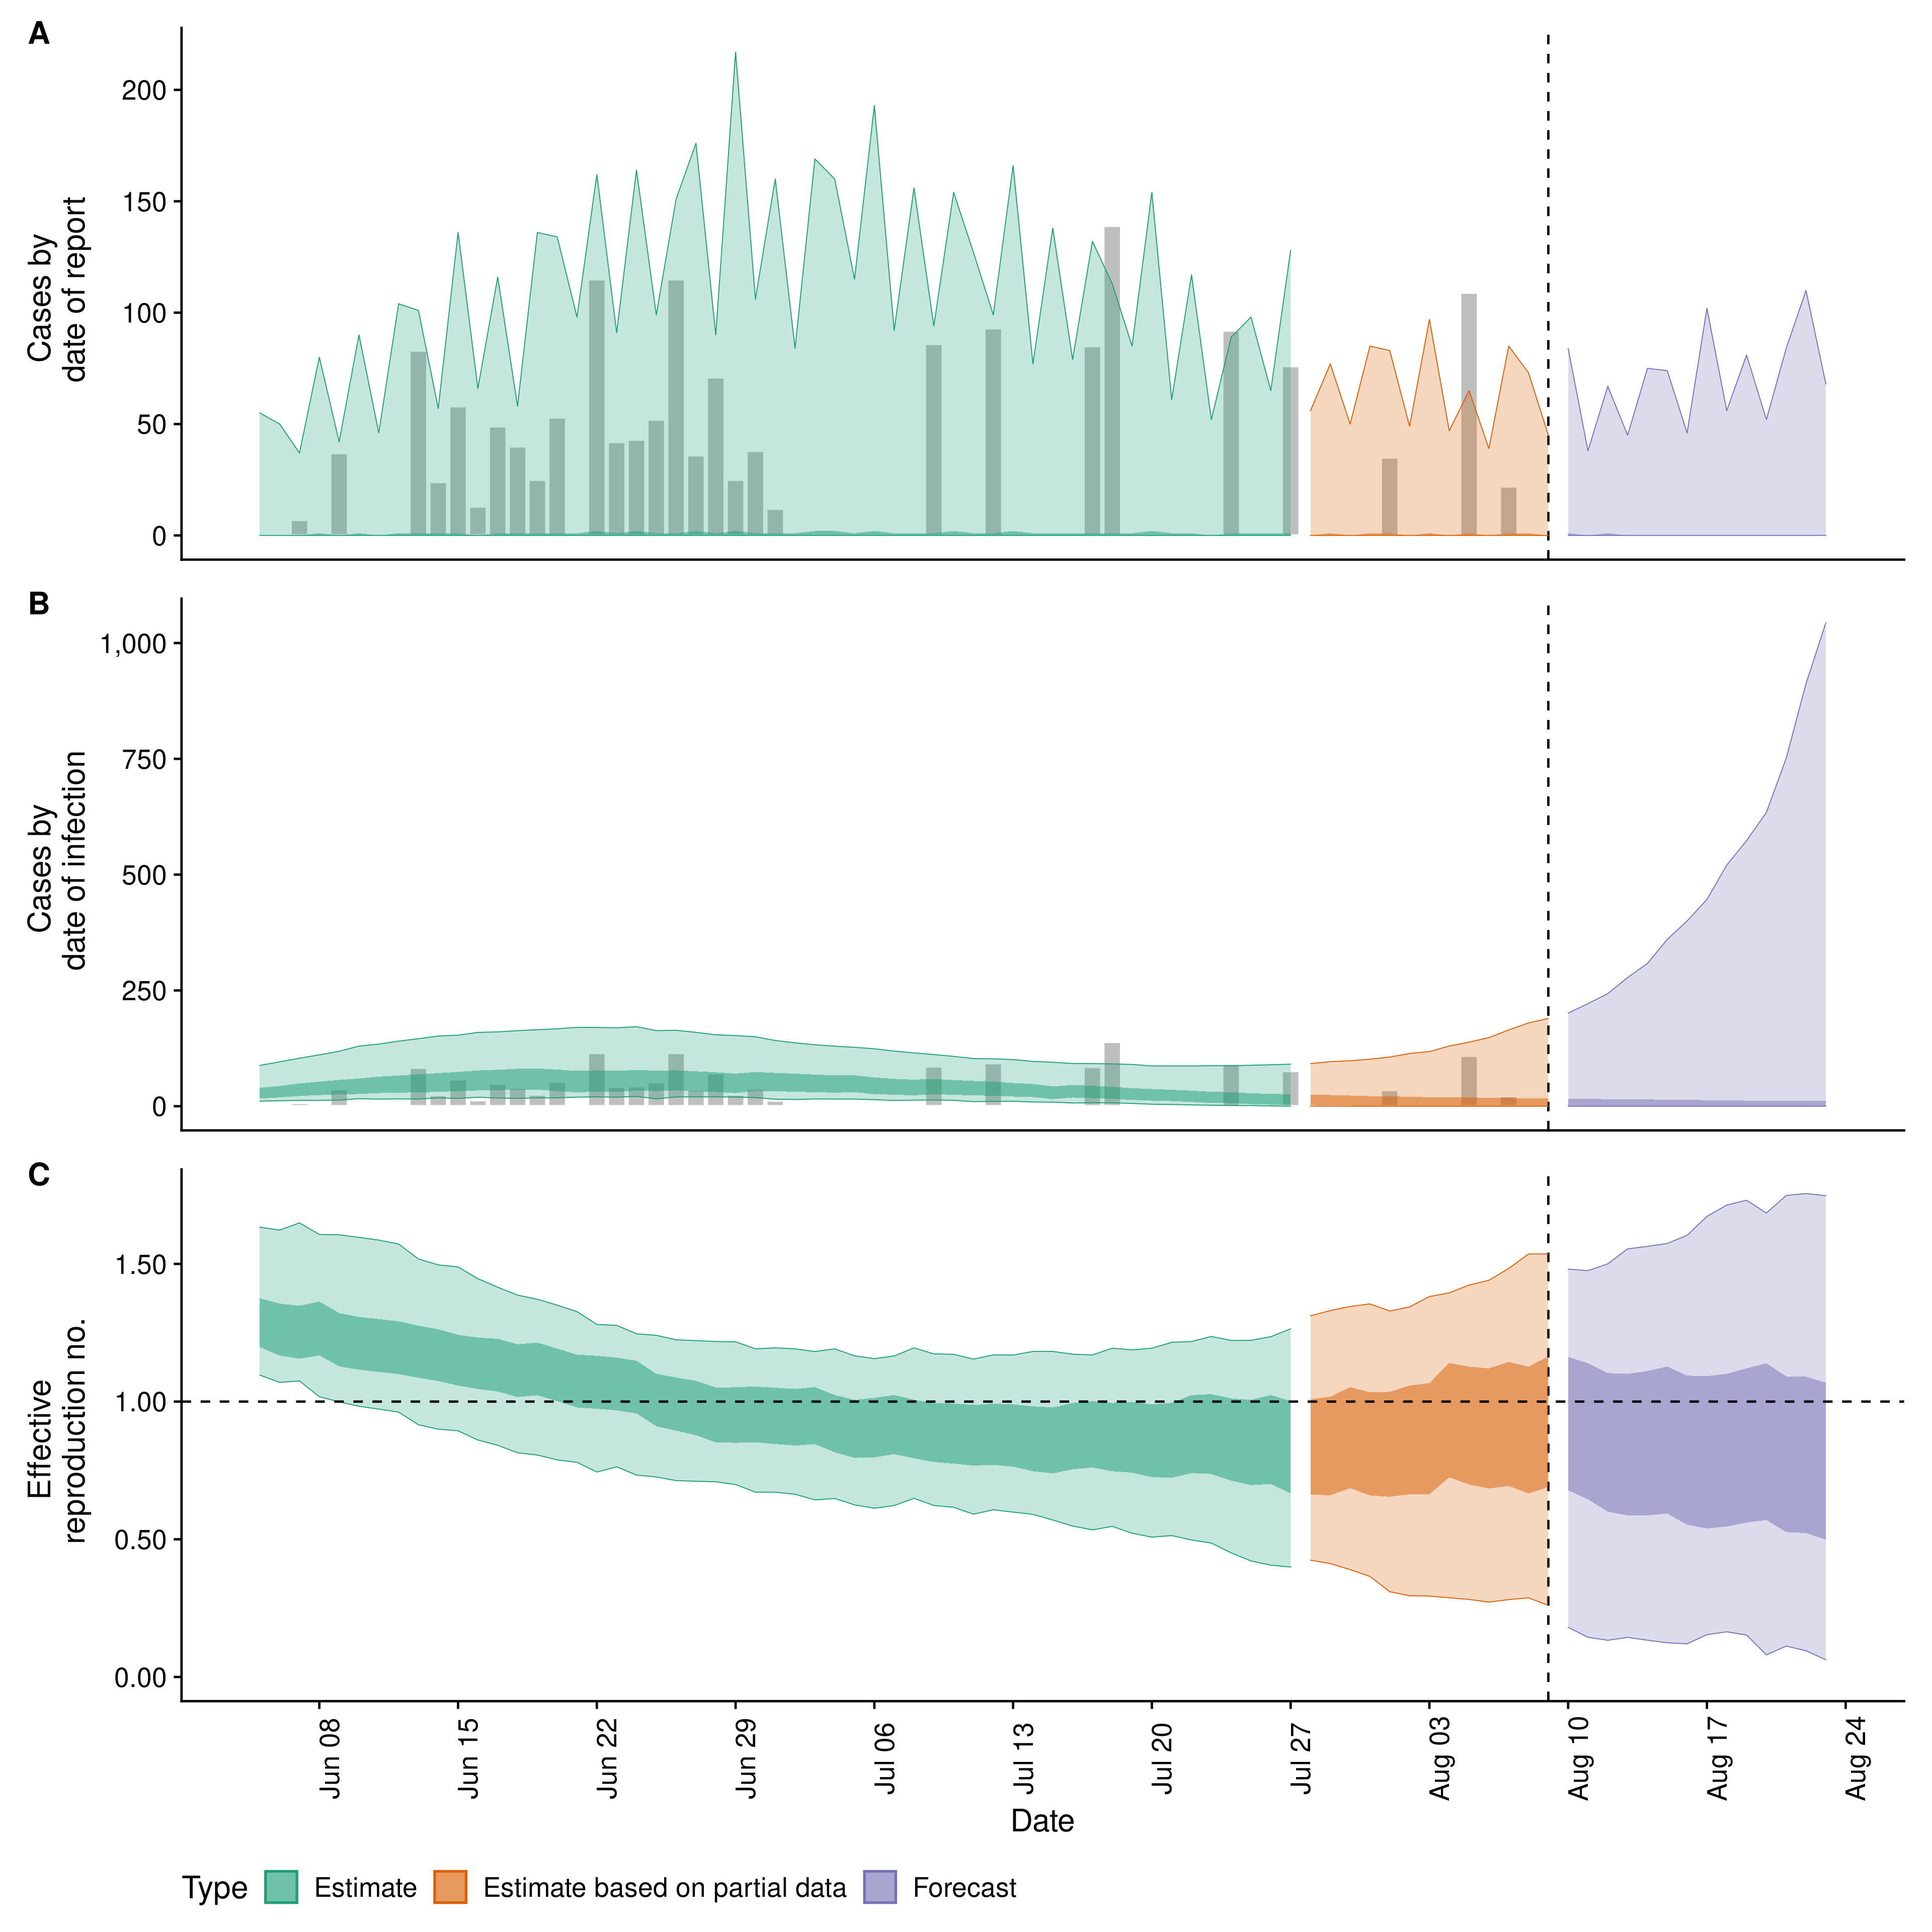 A
200
150
100
50
0
Cases by
date of report
B
1,000
750
500
250
0
Cases by
date of infection
C
1.50
1.00
0.50
0.00
Effective
reproduction no.
Jun 08
Jun 15
Jun 22
Jun 29
Jul 06
Jul 13
Jul 20
Jul 27
Aug 03
Aug 10
Aug 17
Aug 24
Date
Type Estimate Estimate based on partial data Forecast